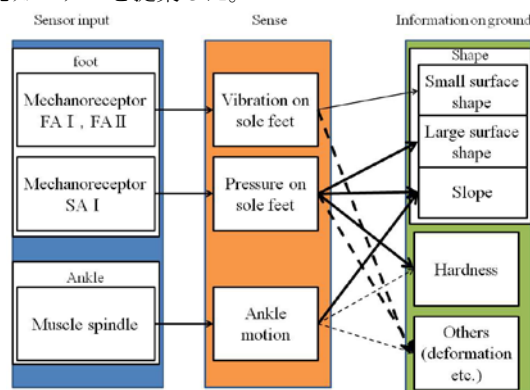 Sensor input
Sense
Information on ground
foot
Mechanoreceptor
FA I , FA II
Mechanoreceptor
SA I
Ankle
Muscle spindle
Vibration on
sole feet
Pressure on
sole feet
Ankle
motion
Shape
Small surface
shape
Large surface
shape
Slope
Hardness
Others
(deformation
etc.)